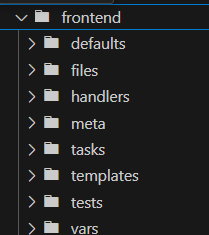 frontend
defaults
files
handlers
meta
tasks
templates
tests
vars